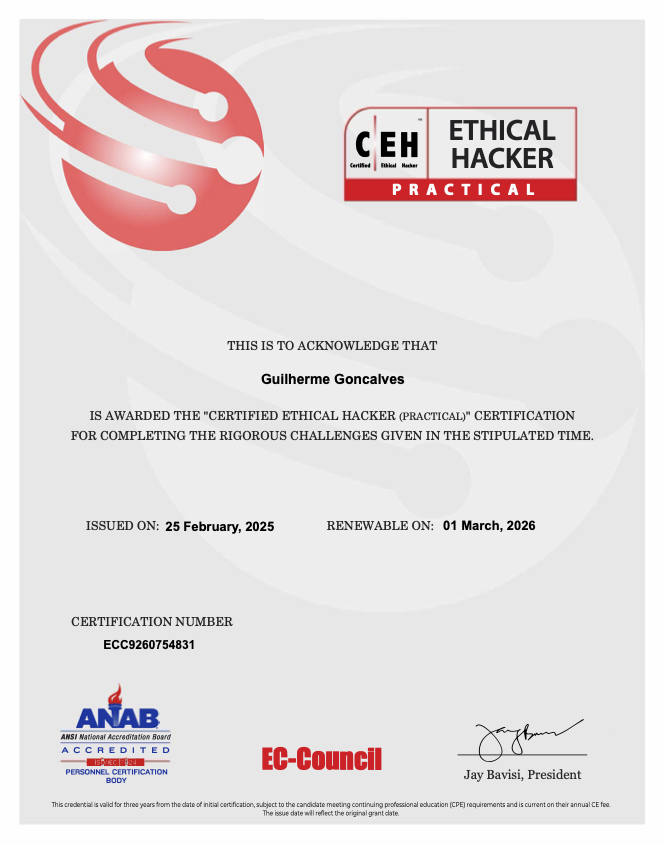 CEH™
Certified Ethical Hacker
ETHICAL
HACKER
PRACTICAL
THIS IS TO ACKNOWLEDGE THAT
Guilherme Goncalves
IS AWARDED THE "CERTIFIED ETHICAL HACKER (PRACTICAL)" CERTIFICATION
FOR COMPLETING THE RIGOROUS CHALLENGES GIVEN IN THE STIPULATED TIME.
ISSUED ON: 25 February, 2025 RENEWABLE ON: 01 March, 2026
CERTIFICATION NUMBER
ECC9260754831
ANAB
ANSI National Accreditation Board
ACCREDITED
PERSONNEL CERTIFICATION
BODY
EC-Council
Jay Bavisi, President
This credential is valid for three years from the date of initial certification, subject to the candidate meeting continuing professional education (CPE) requirements and is current on their annual CE fee.
The issue date will reflect the original grant date.